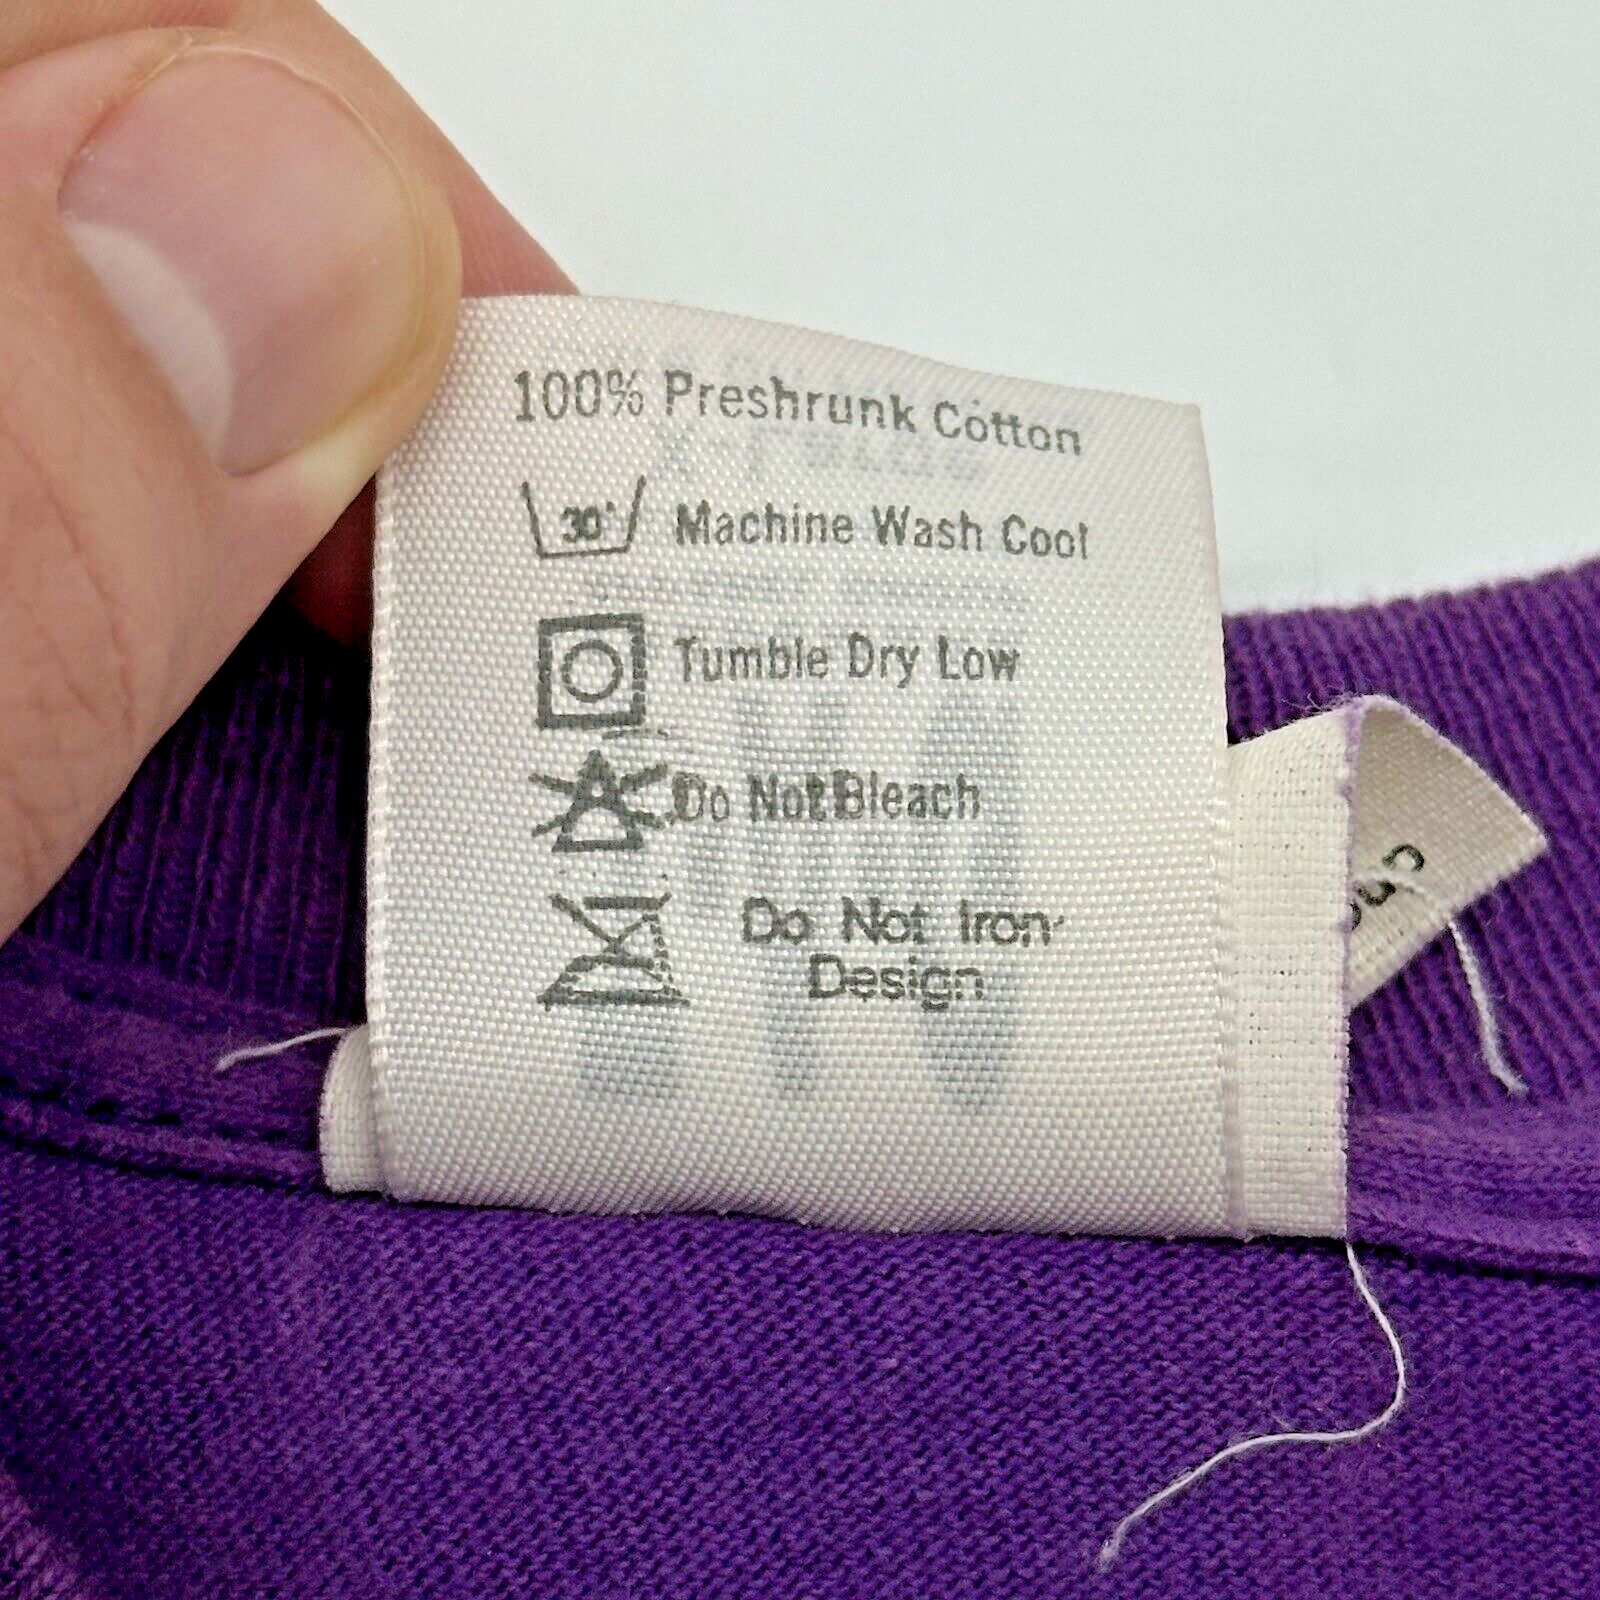 100% Preshrunk Cotton
30° Machine Wash Cool
Tumble Dry Low
Do Not Bleach
Do Not Iron
Design